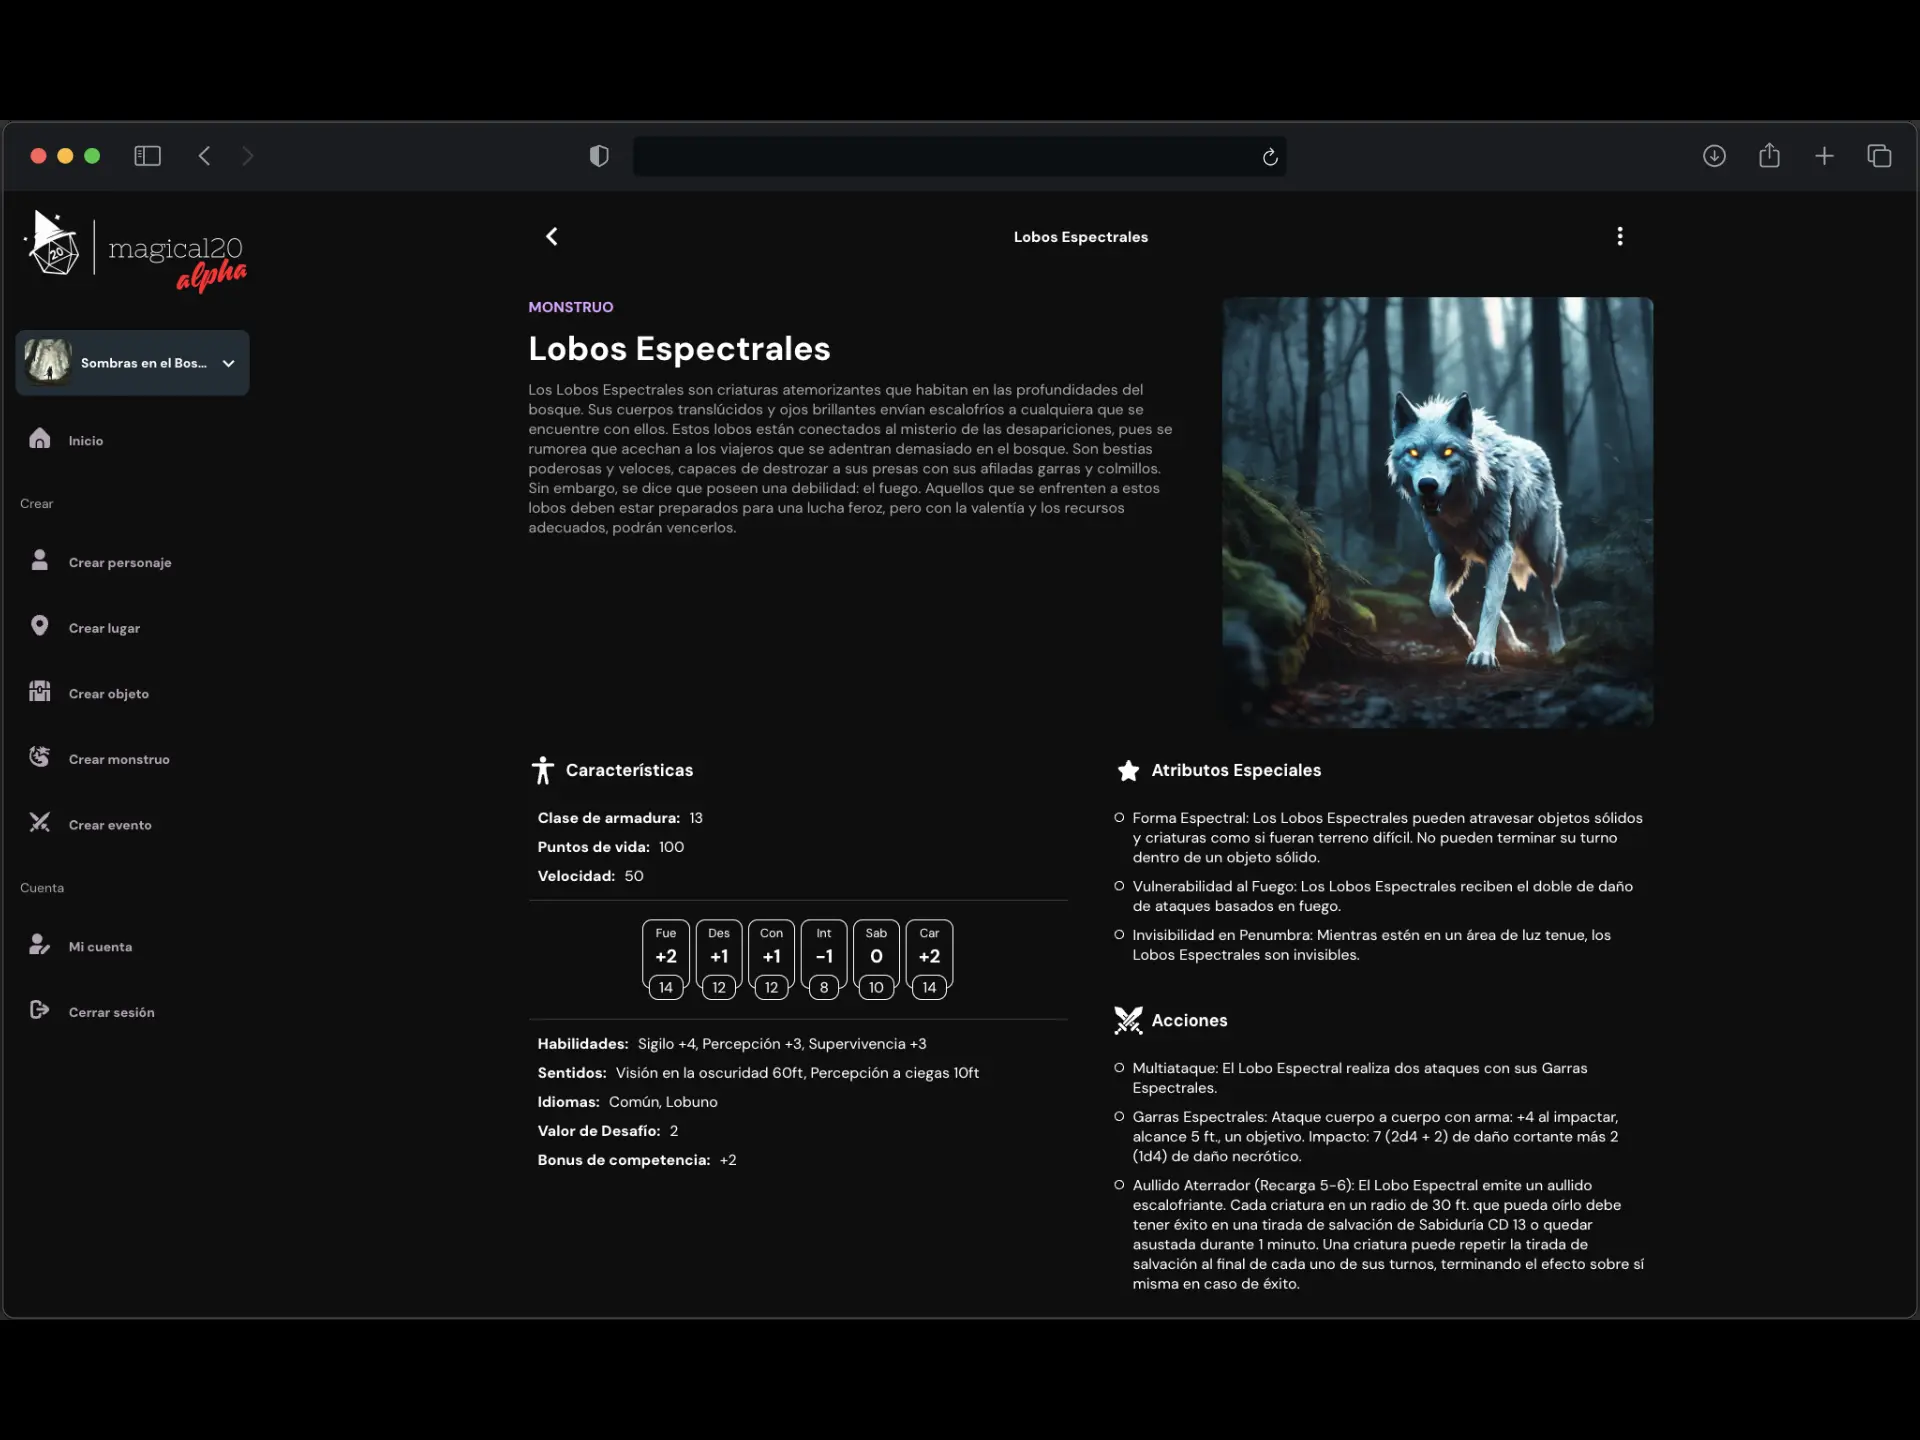 magical20
alpha
Sombras en el Bos...
Inicio
Crear
Crear personaje
Crear lugar
Crear objeto
Crear monstruo
Crear evento
Cuenta
Mi cuenta
Cerrar sesión
Lobos Espectrales
MONSTRUO
Lobos Espectrales
Los Lobos Espectrales son criaturas atemorizantes que habitan en las profundidades del
bosque. Sus cuerpos translúcidos y ojos brillantes envían escalofríos a cualquiera que se
encuentre con ellos. Estos lobos están conectados al misterio de las desapariciones, pues se
rumorea que acechan a los viajeros que se adentran demasiado en el bosque. Son bestias
poderosas y veloces, capaces de destrozar a sus presas con sus afiladas garras y colmillos.
Sin embargo, se dice que poseen una debilidad: el fuego. Aquellos que se enfrenten a estos
lobos deben estar preparados para una lucha feroz, pero con la valentía y los recursos
adecuados, podrán vencerlos.
Características
Clase de armadura: 13
Puntos de vida: 100
Velocidad: 50
Fue Des Con Int Sab Car
+2 +1 +1 -1 0 +2
14 12 12 8 10 14
Habilidades: Sigilo +4, Percepción +3, Supervivencia +3
Sentidos: Visión en la oscuridad 60ft, Percepción a ciegas 10ft
Idiomas: Común, Lobuno
Valor de Desafío: 2
Bonus de competencia: +2
Atributos Especiales
Forma Espectral: Los Lobos Espectrales pueden atravesar objetos sólidos
y criaturas como si fueran terreno difícil. No pueden terminar su turno
dentro de un objeto sólido.
Vulnerabilidad al Fuego: Los Lobos Espectrales reciben el doble de daño
de ataques basados en fuego.
Invisibilidad en Penumbra: Mientras estén en un área de luz tenue, los
Lobos Espectrales son invisibles.
Acciones
Multiataque: El Lobo Espectral realiza dos ataques con sus Garras
Espectrales.
Garras Espectrales: Ataque cuerpo a cuerpo con arma: +4 al impactar,
alcance 5 ft., un objetivo. Impacto: 7 (2d4 + 2) de daño cortante más 2
(1d4) de daño necrótico.
Aullido Aterrador (Recarga 5-6): El Lobo Espectral emite un aullido
escalofriante. Cada criatura en un radio de 30 ft. que pueda oírlo debe
tener éxito en una tirada de salvación de Sabiduría CD 13 o quedar
asustada durante 1 minuto. Una criatura puede repetir la tirada de
salvación al final de cada uno de sus turnos, terminando el efecto sobre sí
misma en caso de éxito.